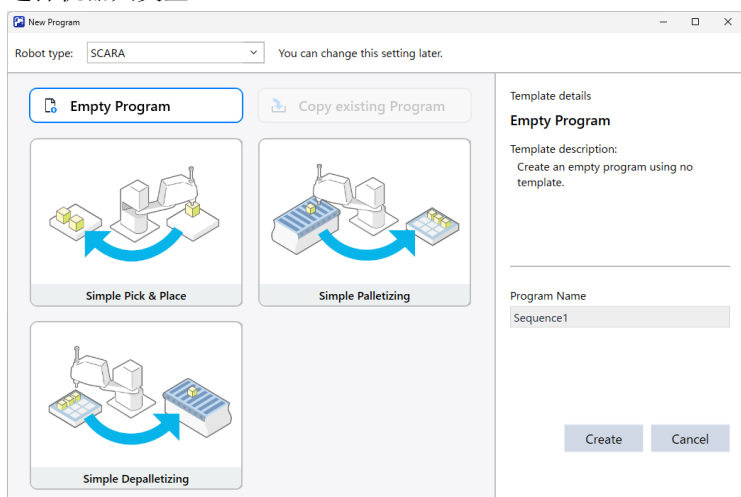 New Program
Robot type: SCARA You can change this setting later.
Empty Program
Copy existing Program
Simple Pick & Place
Simple Palletizing
Simple Depalletizing
Template details
Empty Program
Template description:
Create an empty program using no
template.
Program Name
Sequence1
Create Cancel